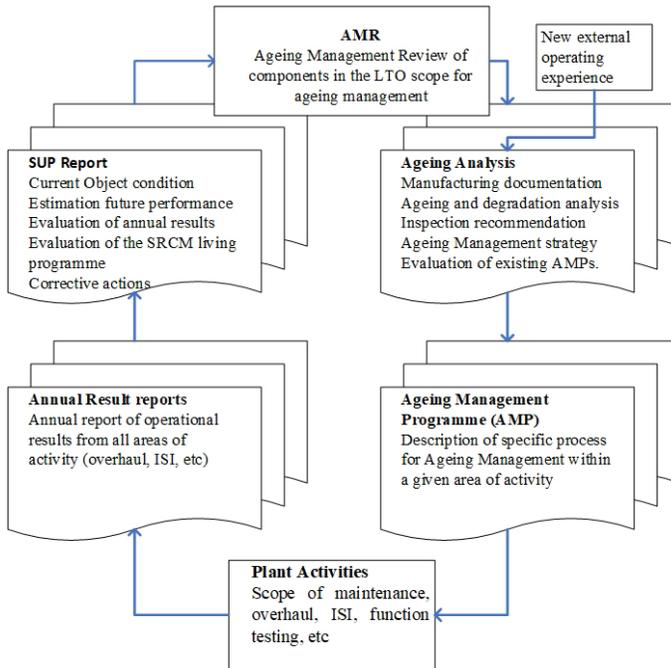 AMR
Ageing Management Review of
components in the LTO scope for
ageing management
New external
operating
experience
SUP Report
Current Object condition
Estimation future performance
Evaluation of annual results
Evaluation of the SRCM living
programme
Corrective actions
Ageing Analysis
Manufacturing documentation
Ageing and degradation analysis
Inspection recommendation
Ageing Management strategy
Evaluation of existing AMPs.
Annual Result reports
Annual report of operational
results from all areas of
activity (overhaul, ISI, etc)
Ageing Management
Programme (AMP)
Description of specific process
for Ageing Management within
a given area of activity
Plant Activities
Scope of maintenance,
overhaul, ISI, function
testing, etc